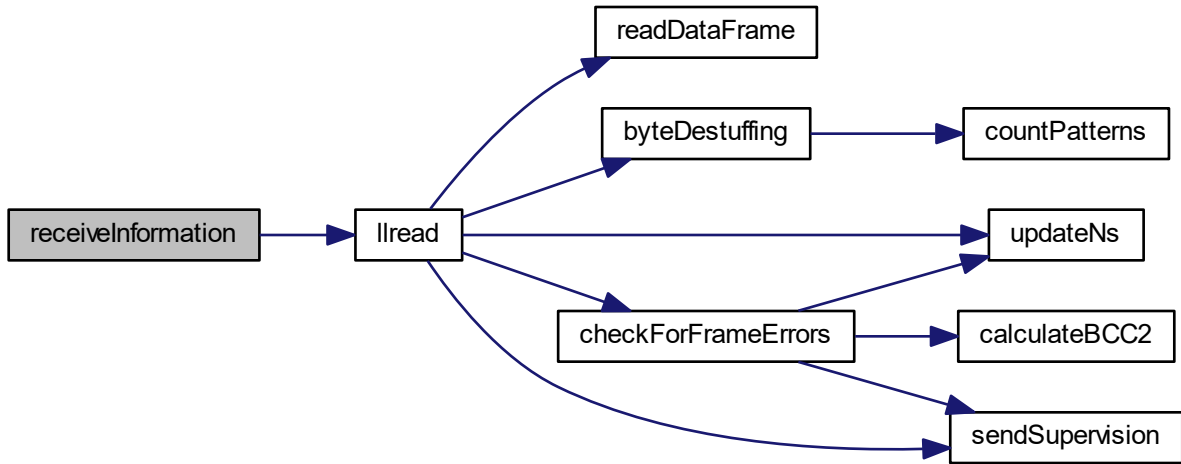 readDataFrame
byteDestuffing
countPatterns
receiveInformation
llread
updateNs
checkForFrameErrors
calculateBCC2
sendSupervision